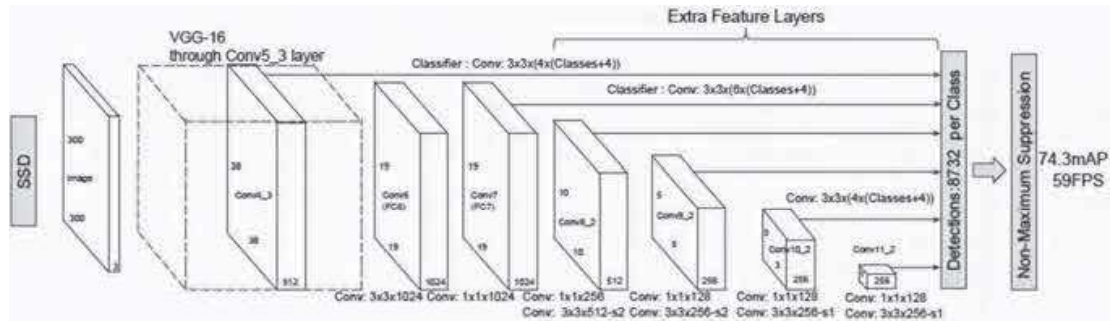 Extra Feature Layers
VGG-16
through Conv5_3 layer
Classifier : Conv: 3x3x(4x(Classes+4))
Classifier : Conv: 3x3x(6x(Classes+4))
SSD
300
Image
300
3
38
Conv4_3
38
512
19
Conv6
(FC6)
19
1024
19
Conv7
(FC7)
19
1024
10
Conv8_2
10
512
5
Conv9_2
5
256
3
Conv10_2
3
256
Conv11_2
256
Conv: 3x3x(4x(Classes+4))
Conv: 3x3x1024
Conv: 1x1x1024
Conv: 1x1x256
Conv: 3x3x512-s2
Conv: 1x1x128
Conv: 3x3x256-s2
Conv: 1x1x128
Conv: 3x3x256-s1
Conv: 1x1x128
Conv: 3x3x256-s1
Detections:8732 per Class
Non-Maximum Suppression
74.3mAP
59FPS